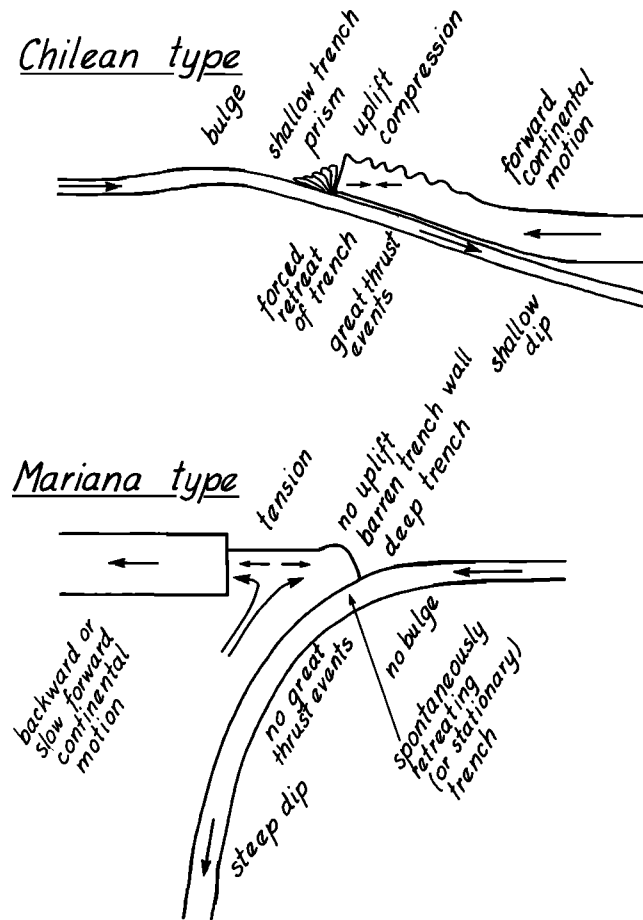 Chilean type
bulge
shallow trench
prism
uplift
compression
forward
continental
motion
forced
retreat
of trench
great thrust
events
shallow
dip
Mariana type
tension
no uplift
barren trench wall
deep trench
backward or
slow forward
continental
motion
no great
thrust events
no bulge
spontaneously
retreating
(or stationary)
trench
steep dip